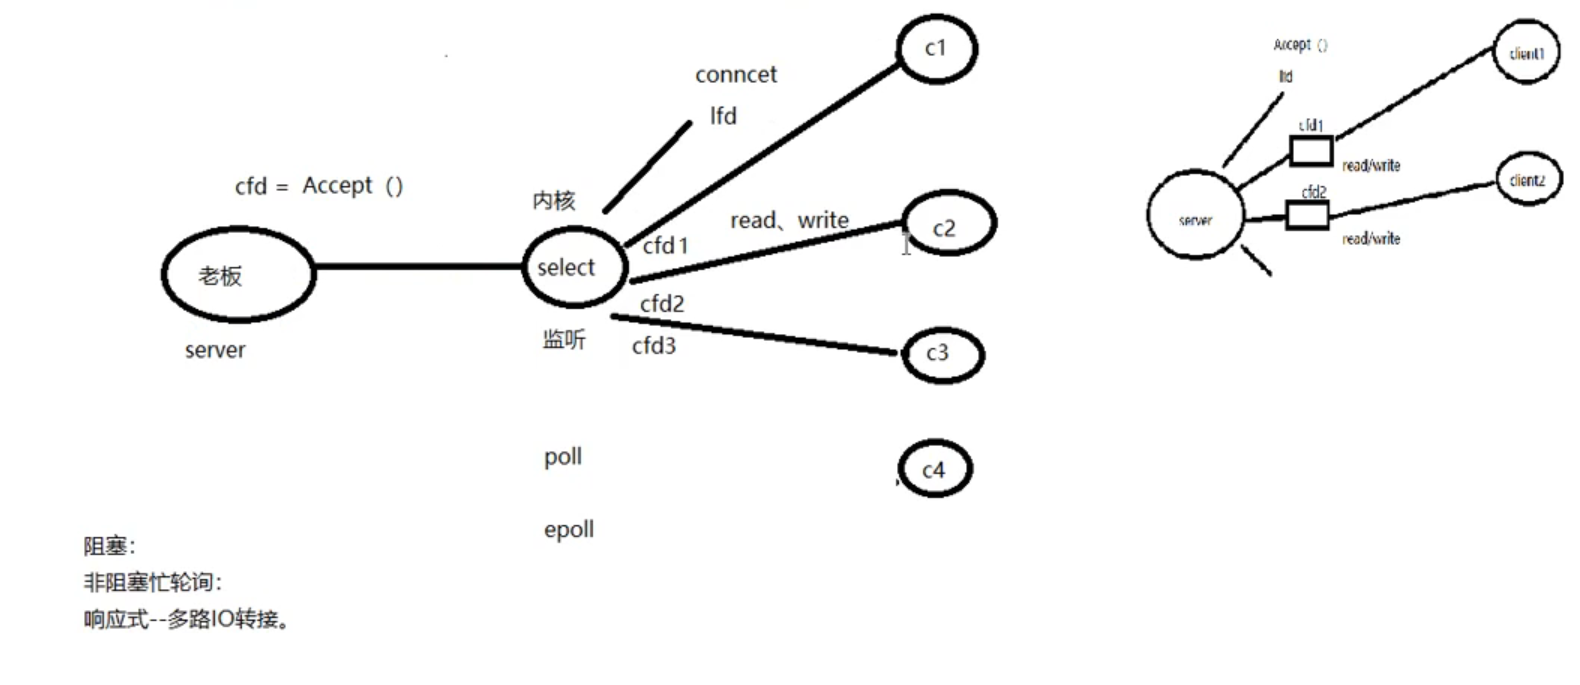 c1
conncet
lfd
cfd = Accept ()
内核
cfd1
read、write
c2
select
老板
cfd2
server
监听
cfd3
c3
poll
c4
epoll
阻塞：
非阻塞忙轮询：
响应式--多路IO转接。
Accept ()
lfd
client1
cfd1
read/write
cfd2
client2
server
read/write